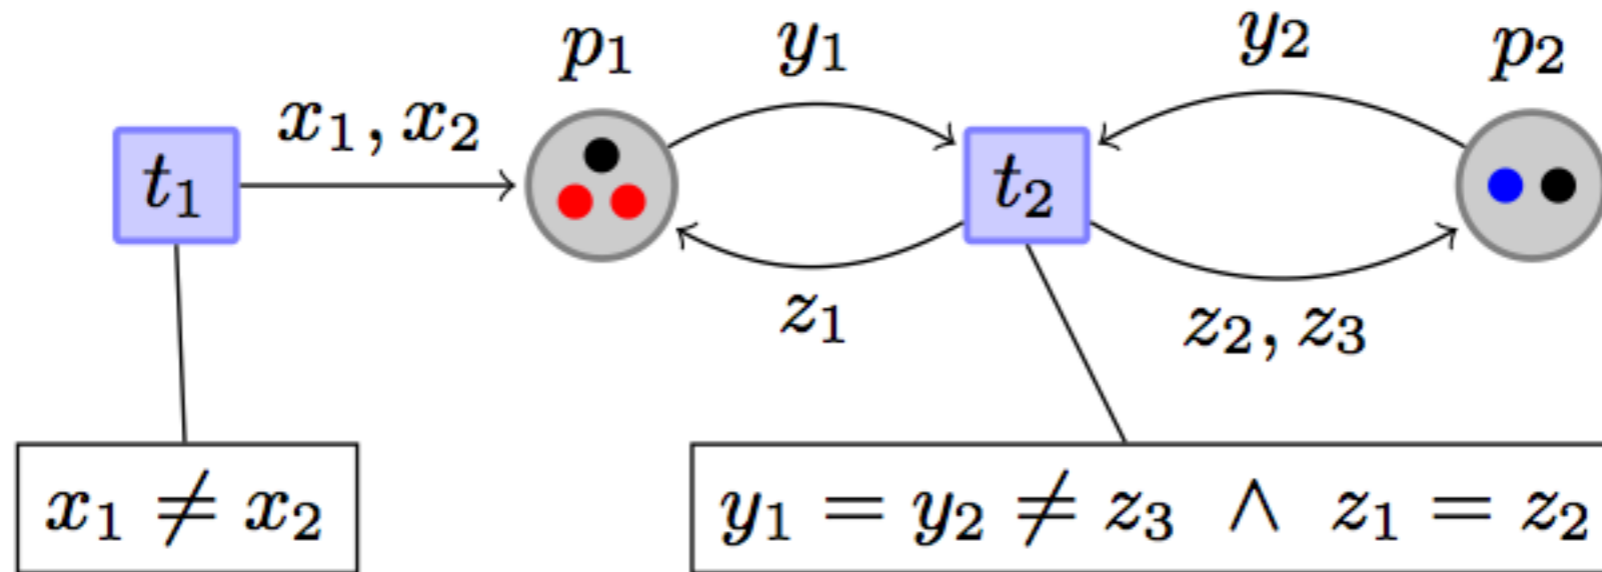 p₁ y₁ y₂ p₂
x₁, x₂
t₁ t₂
z₁ z₂, z₃
x₁ ≠ x₂ y₁ = y₂ ≠ z₃ ∧ z₁ = z₂